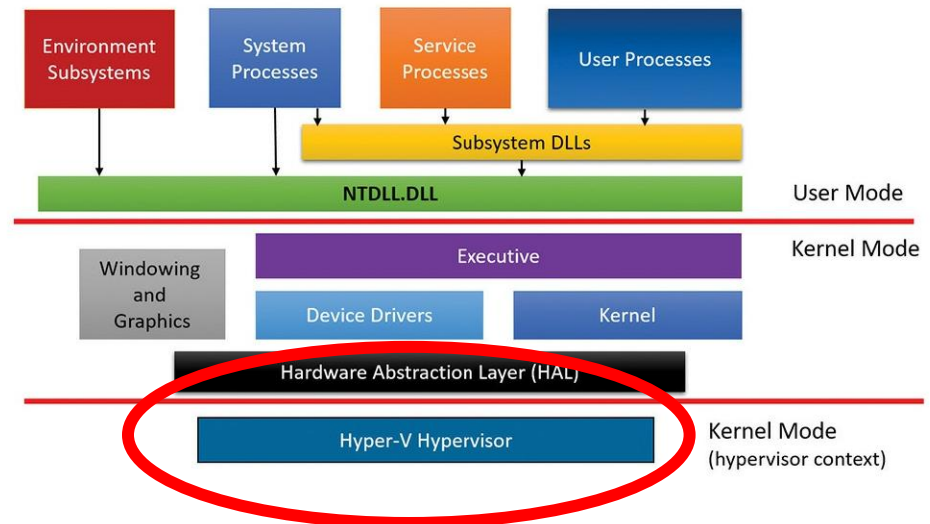 Environment
Subsystems
System
Processes
Service
Processes
User Processes
Subsystem DLLs
NTDLL.DLL
User Mode
Kernel Mode
Windowing
and
Graphics
Executive
Device Drivers
Kernel
Hardware Abstraction Layer (HAL)
Hyper-V Hypervisor
Kernel Mode
(hypervisor context)